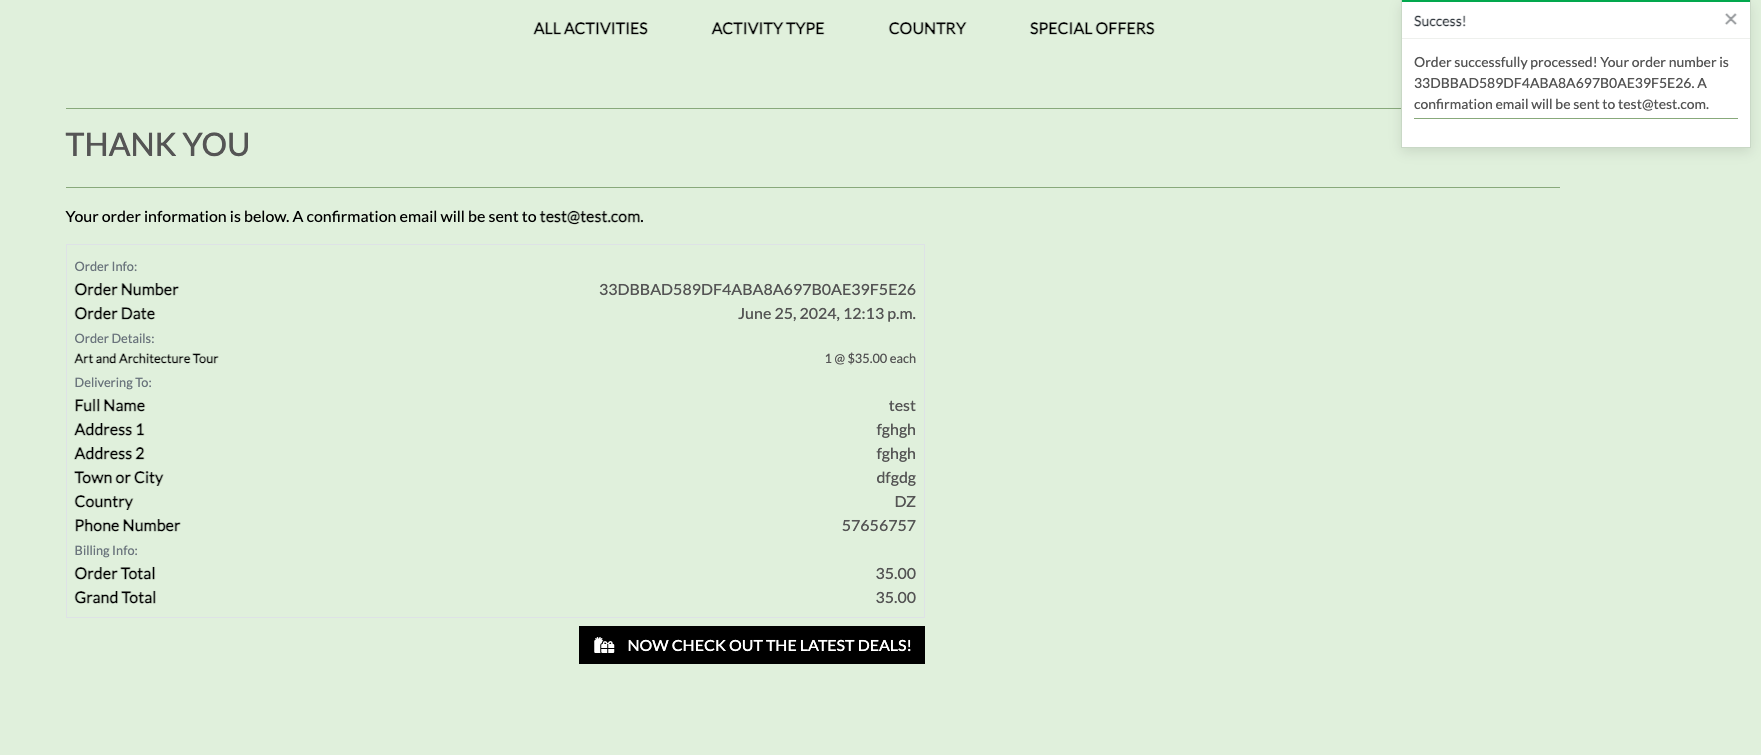 ALL ACTIVITIES ACTIVITY TYPE COUNTRY SPECIAL OFFERS
Success! ×
Order successfully processed! Your order number is
33DBBAD589DF4ABA8A697B0AE39F5E26. A
confirmation email will be sent to test@test.com.
THANK YOU
Your order information is below. A confirmation email will be sent to test@test.com.
Order Info:
Order Number 33DBBAD589DF4ABA8A697B0AE39F5E26
Order Date June 25, 2024, 12:13 p.m.
Order Details:
Art and Architecture Tour 1 @ $35.00 each
Delivering To:
Full Name test
Address 1 fghgh
Address 2 fghgh
Town or City dfgdg
Country DZ
Phone Number 57656757
Billing Info:
Order Total 35.00
Grand Total 35.00
NOW CHECK OUT THE LATEST DEALS!